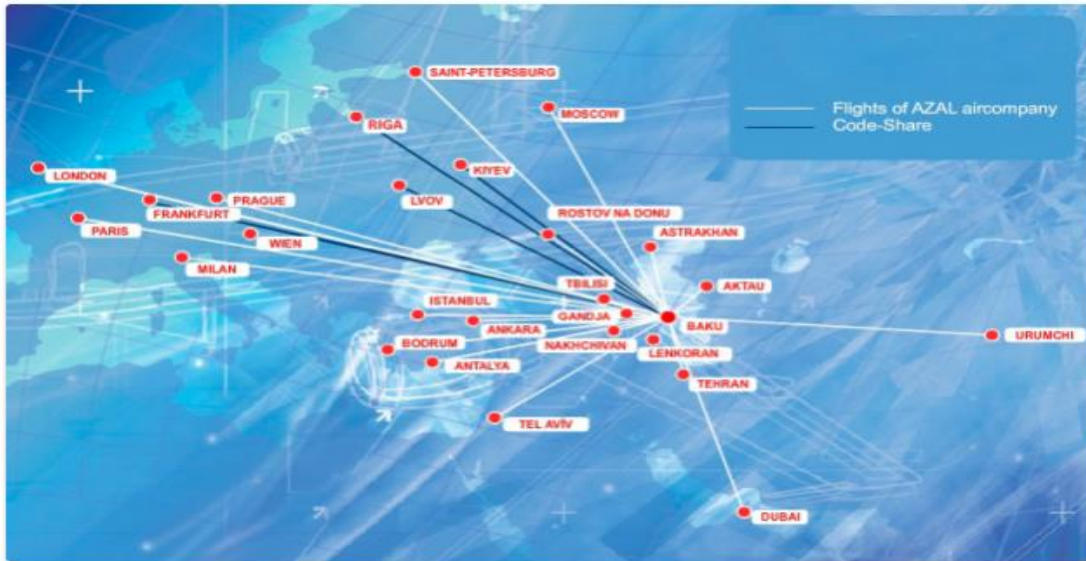 SAINT-PETERSBURG
MOSCOW
Flights of AZAL aircompany
Code-Share
RIGA
KIYEV
LONDON
LVOV
PRAGUE
FRANKFURT
ROSTOV NA DONU
PARIS
ASTRAKHAN
WIEN
MILAN
TBILISI
AKTAU
ISTANBUL
GANDJA
BAKU
ANKARA
URUMCHI
BODRUM
NAKHCHIVAN
LENKORAN
ANTALYA
TEHRAN
TEL AVİV
DUBAI